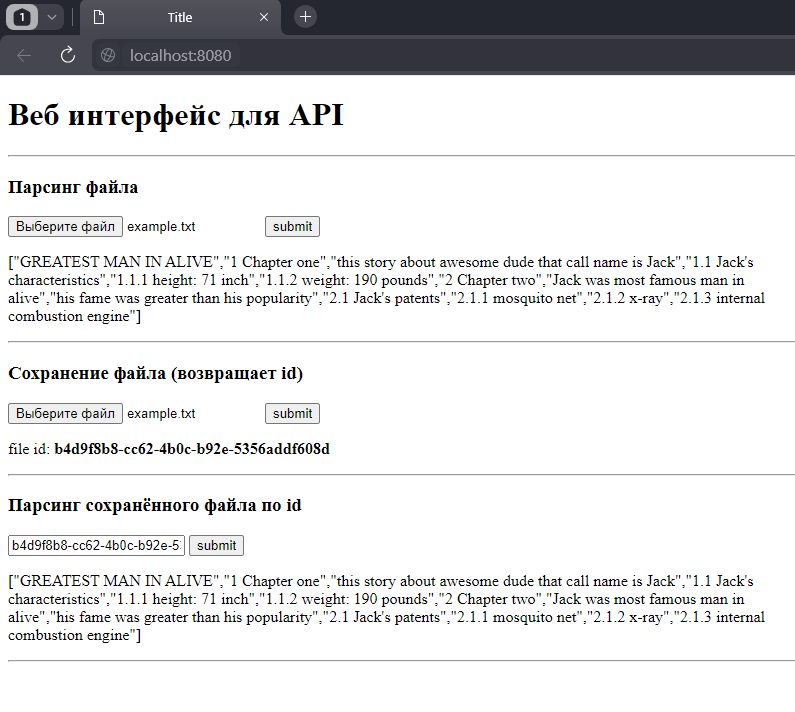 1
Title
localhost:8080
Веб интерфейс для API
Парсинг файла
Выберите файл example.txt submit
["GREATEST MAN IN ALIVE","1 Chapter one","this story about awesome dude that call name is Jack","1.1 Jack's
characteristics","1.1.1 height: 71 inch","1.1.2 weight: 190 pounds","2 Chapter two","Jack was most famous man in
alive","his fame was greater than his popularity","2.1 Jack's patents","2.1.1 mosquito net","2.1.2 x-ray","2.1.3 internal
combustion engine"]
Сохранение файла (возвращает id)
Выберите файл example.txt submit
file id: b4d9f8b8-cc62-4b0c-b92e-5356addf608d
Парсинг сохранённого файла по id
b4d9f8b8-cc62-4b0c-b92e-5 submit
["GREATEST MAN IN ALIVE","1 Chapter one","this story about awesome dude that call name is Jack","1.1 Jack's
characteristics","1.1.1 height: 71 inch","1.1.2 weight: 190 pounds","2 Chapter two","Jack was most famous man in
alive","his fame was greater than his popularity","2.1 Jack's patents","2.1.1 mosquito net","2.1.2 x-ray","2.1.3 internal
combustion engine"]